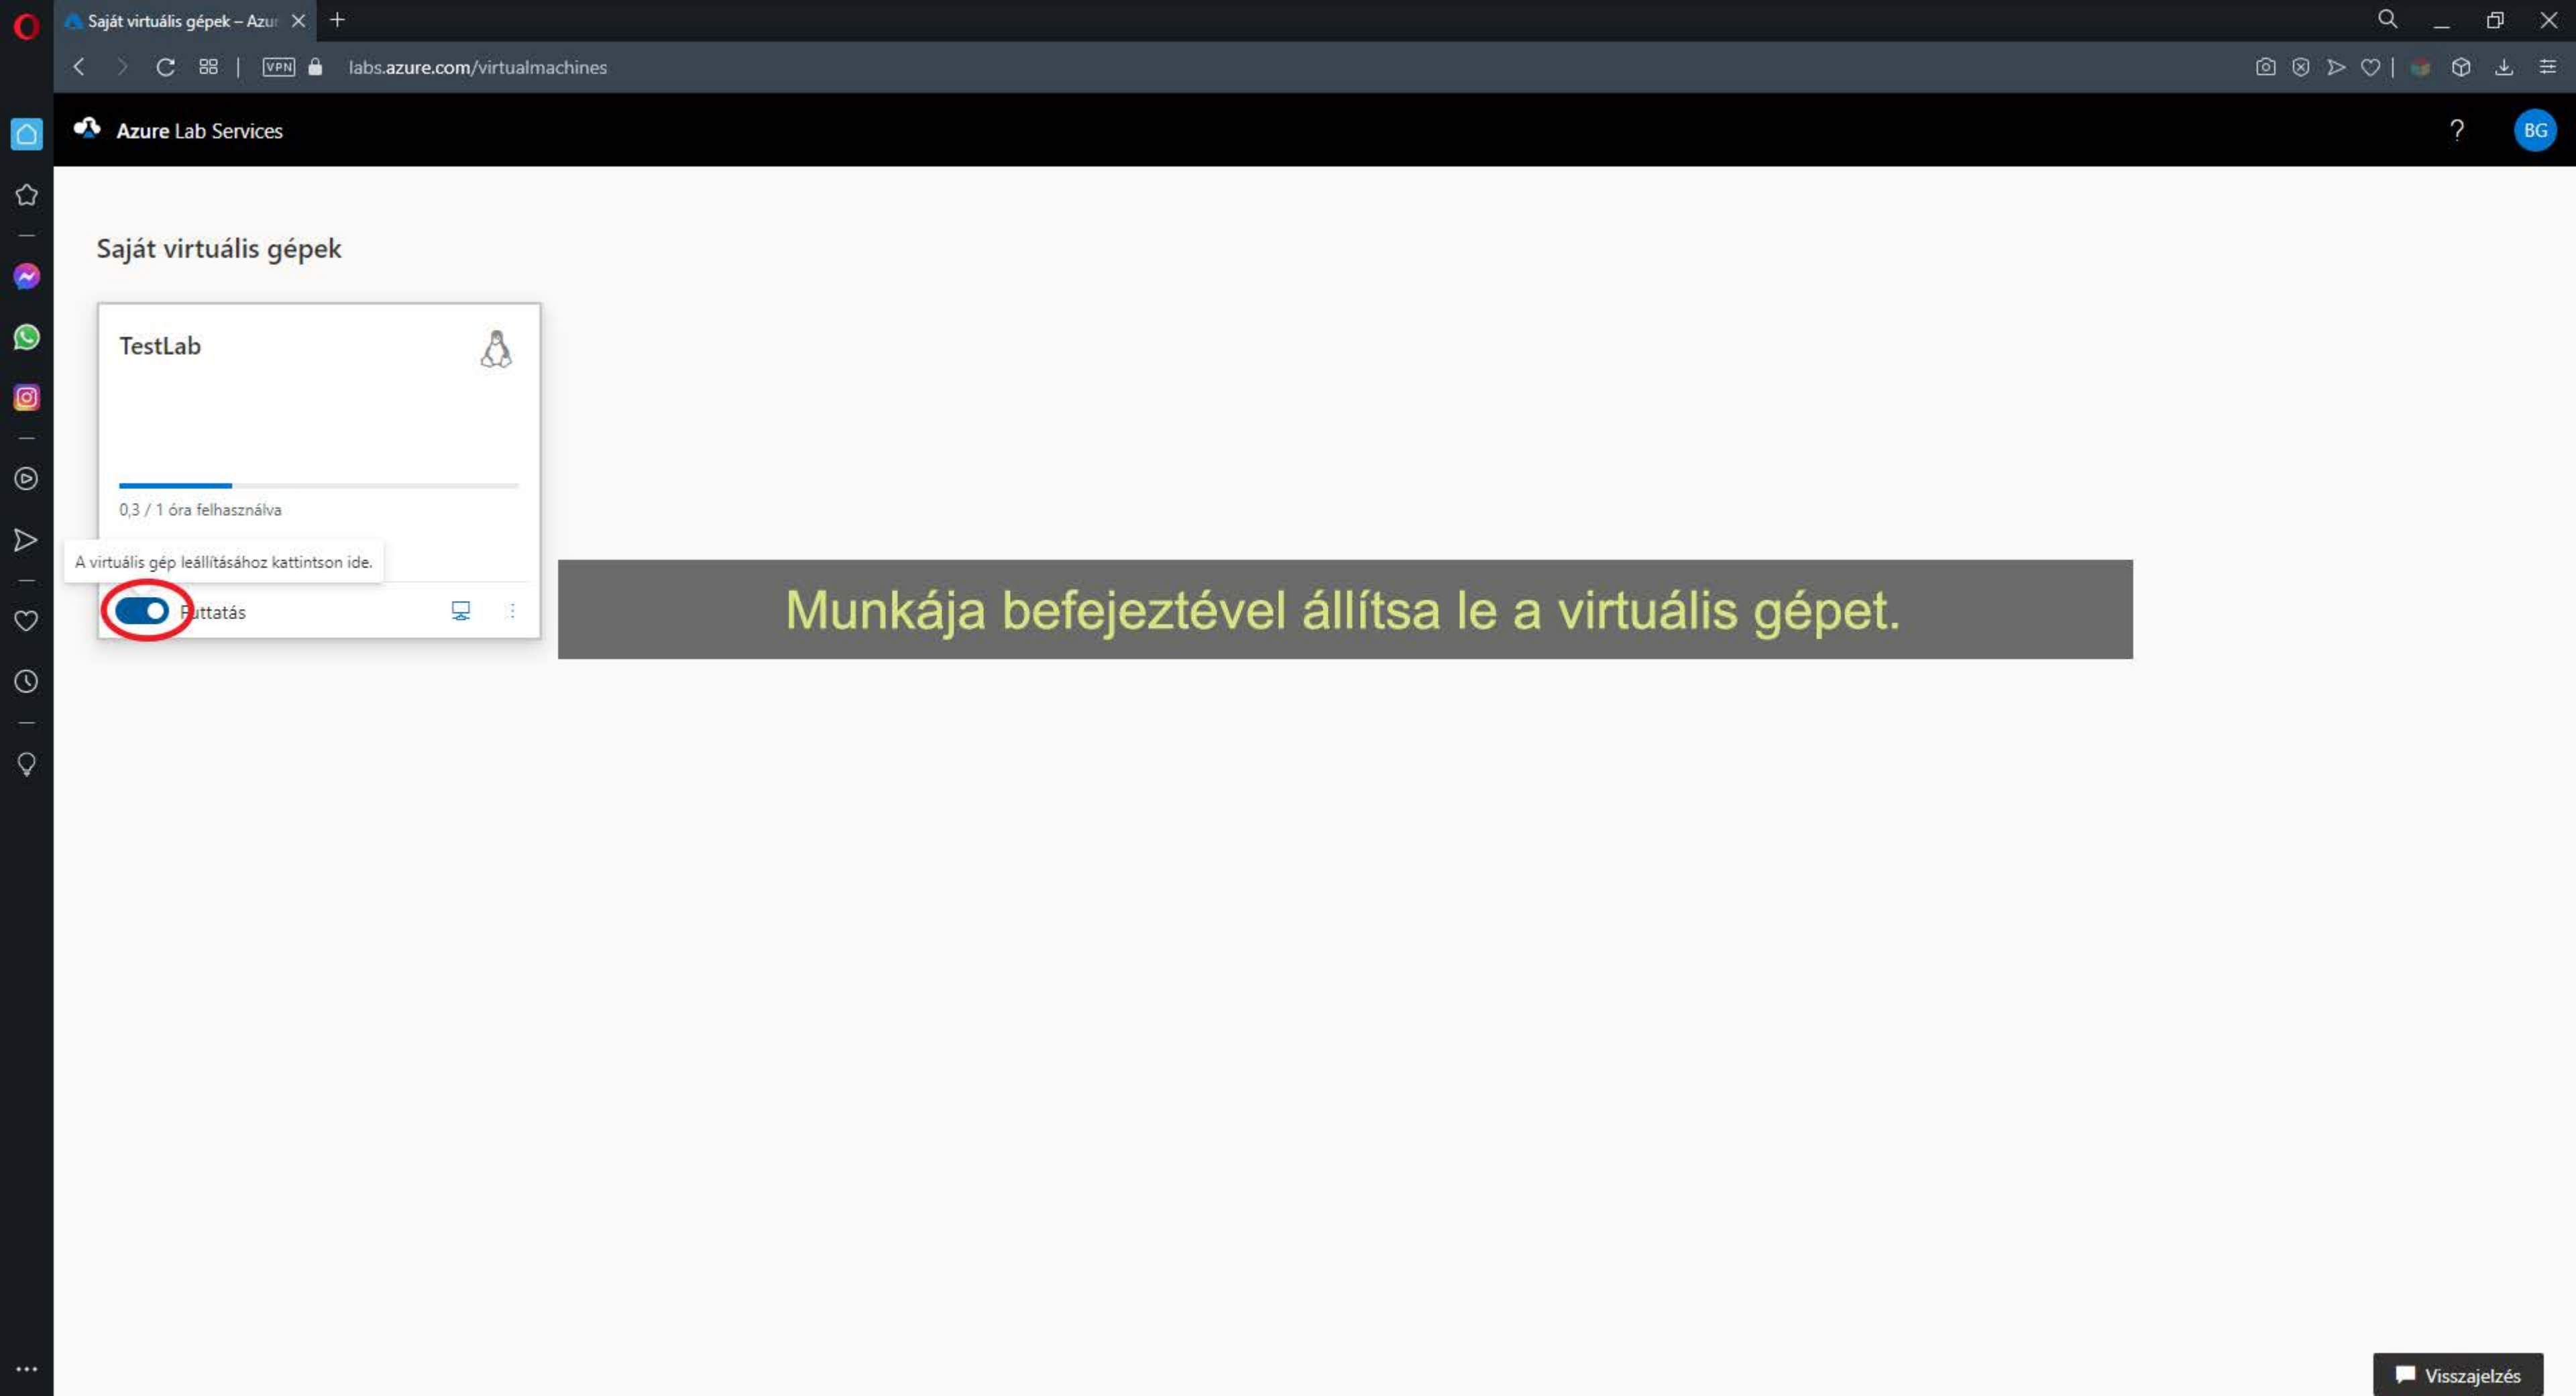 Saját virtuális gépek – Azur
VPN
labs.azure.com/virtualmachines
Azure Lab Services
?
BG
Saját virtuális gépek
TestLab
0,3 / 1 óra felhasználva
A virtuális gép leállításához kattintson ide.
Futtatás
Munkája befejeztével állítsa le a virtuális gépet.
Visszajelzés